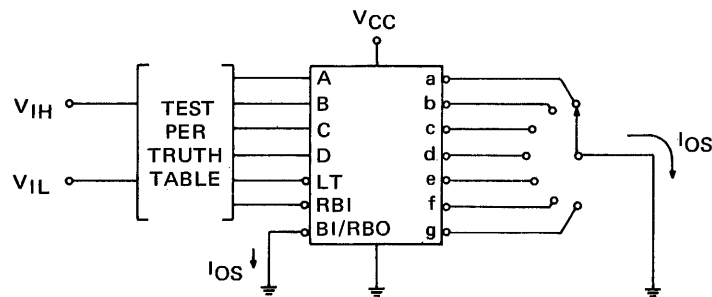 VCC
VIH
VIL
TEST
PER
TRUTH
TABLE
A
B
C
D
LT
RBI
BI/RBO
a
b
c
d
e
f
g
IOS
IOS